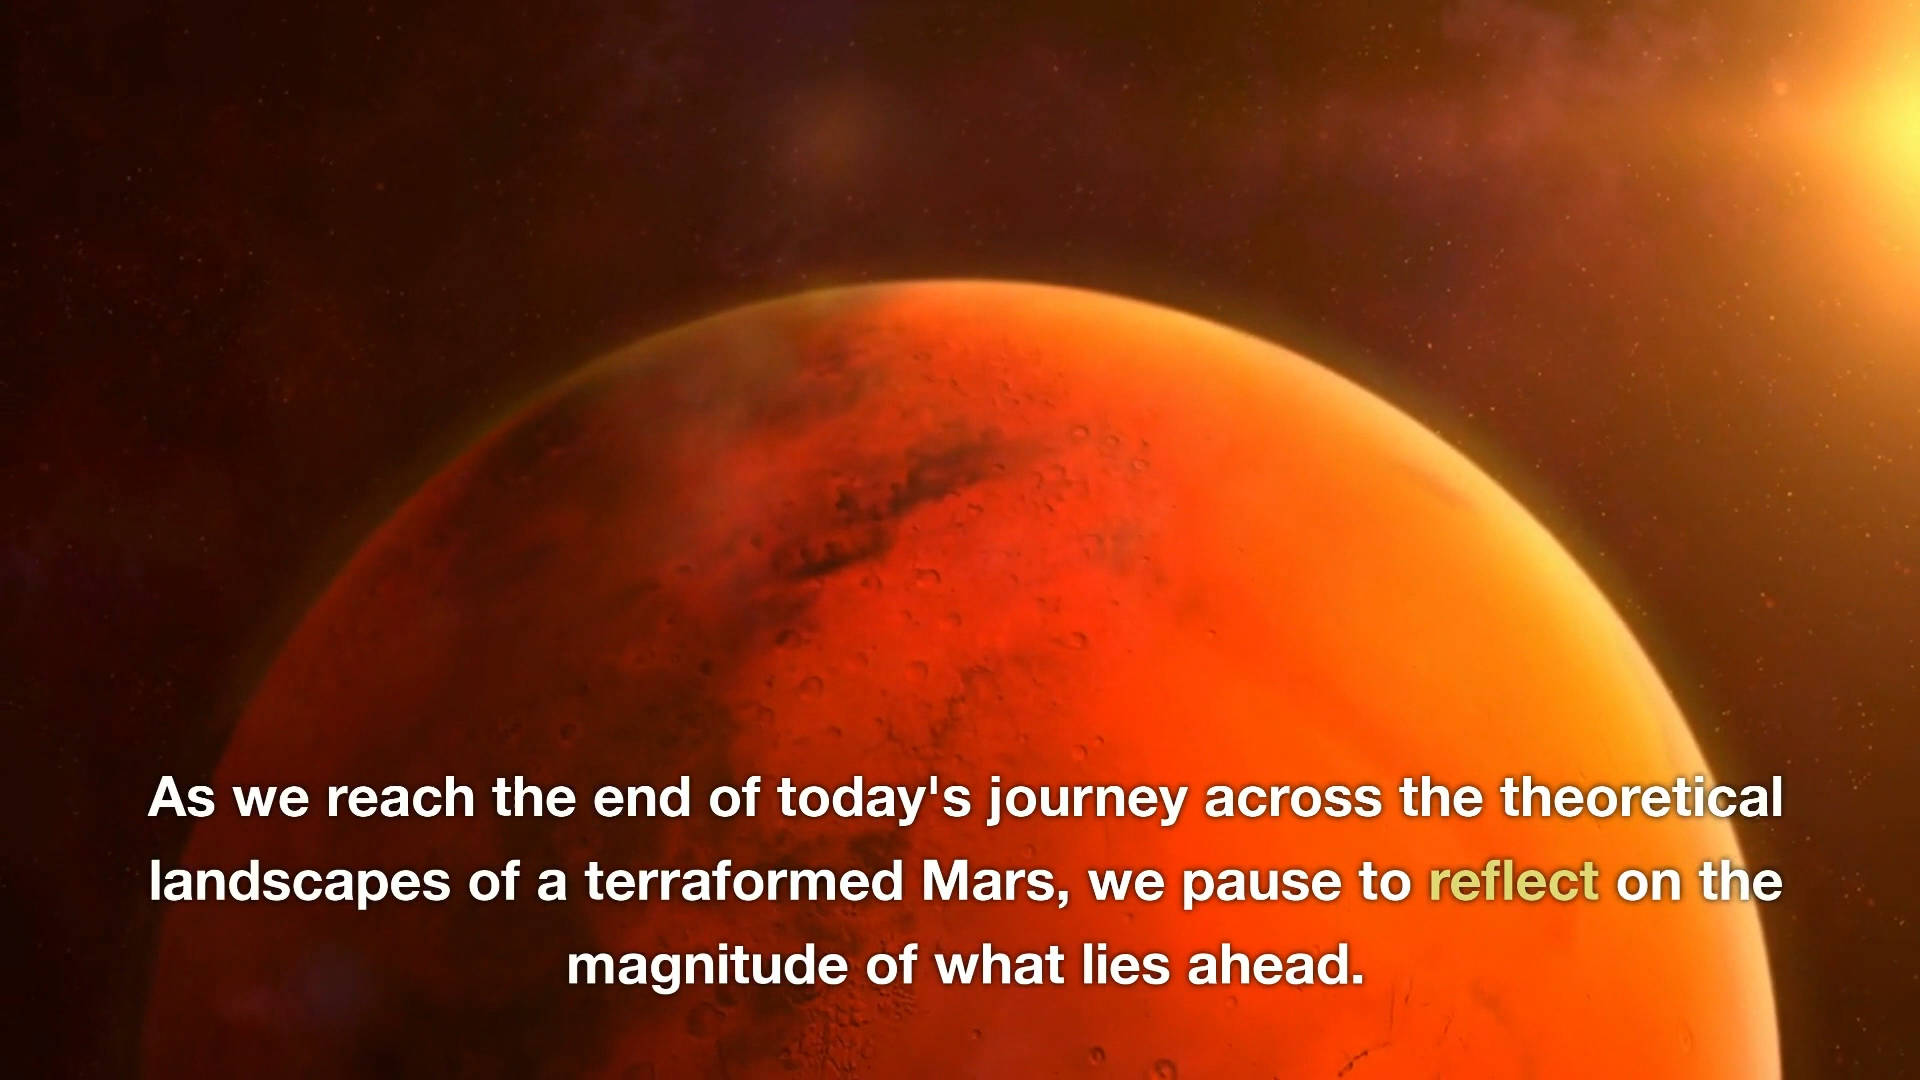 As we reach the end of today's journey across the theoretical
landscapes of a terraformed Mars, we pause to reflect on the
magnitude of what lies ahead.